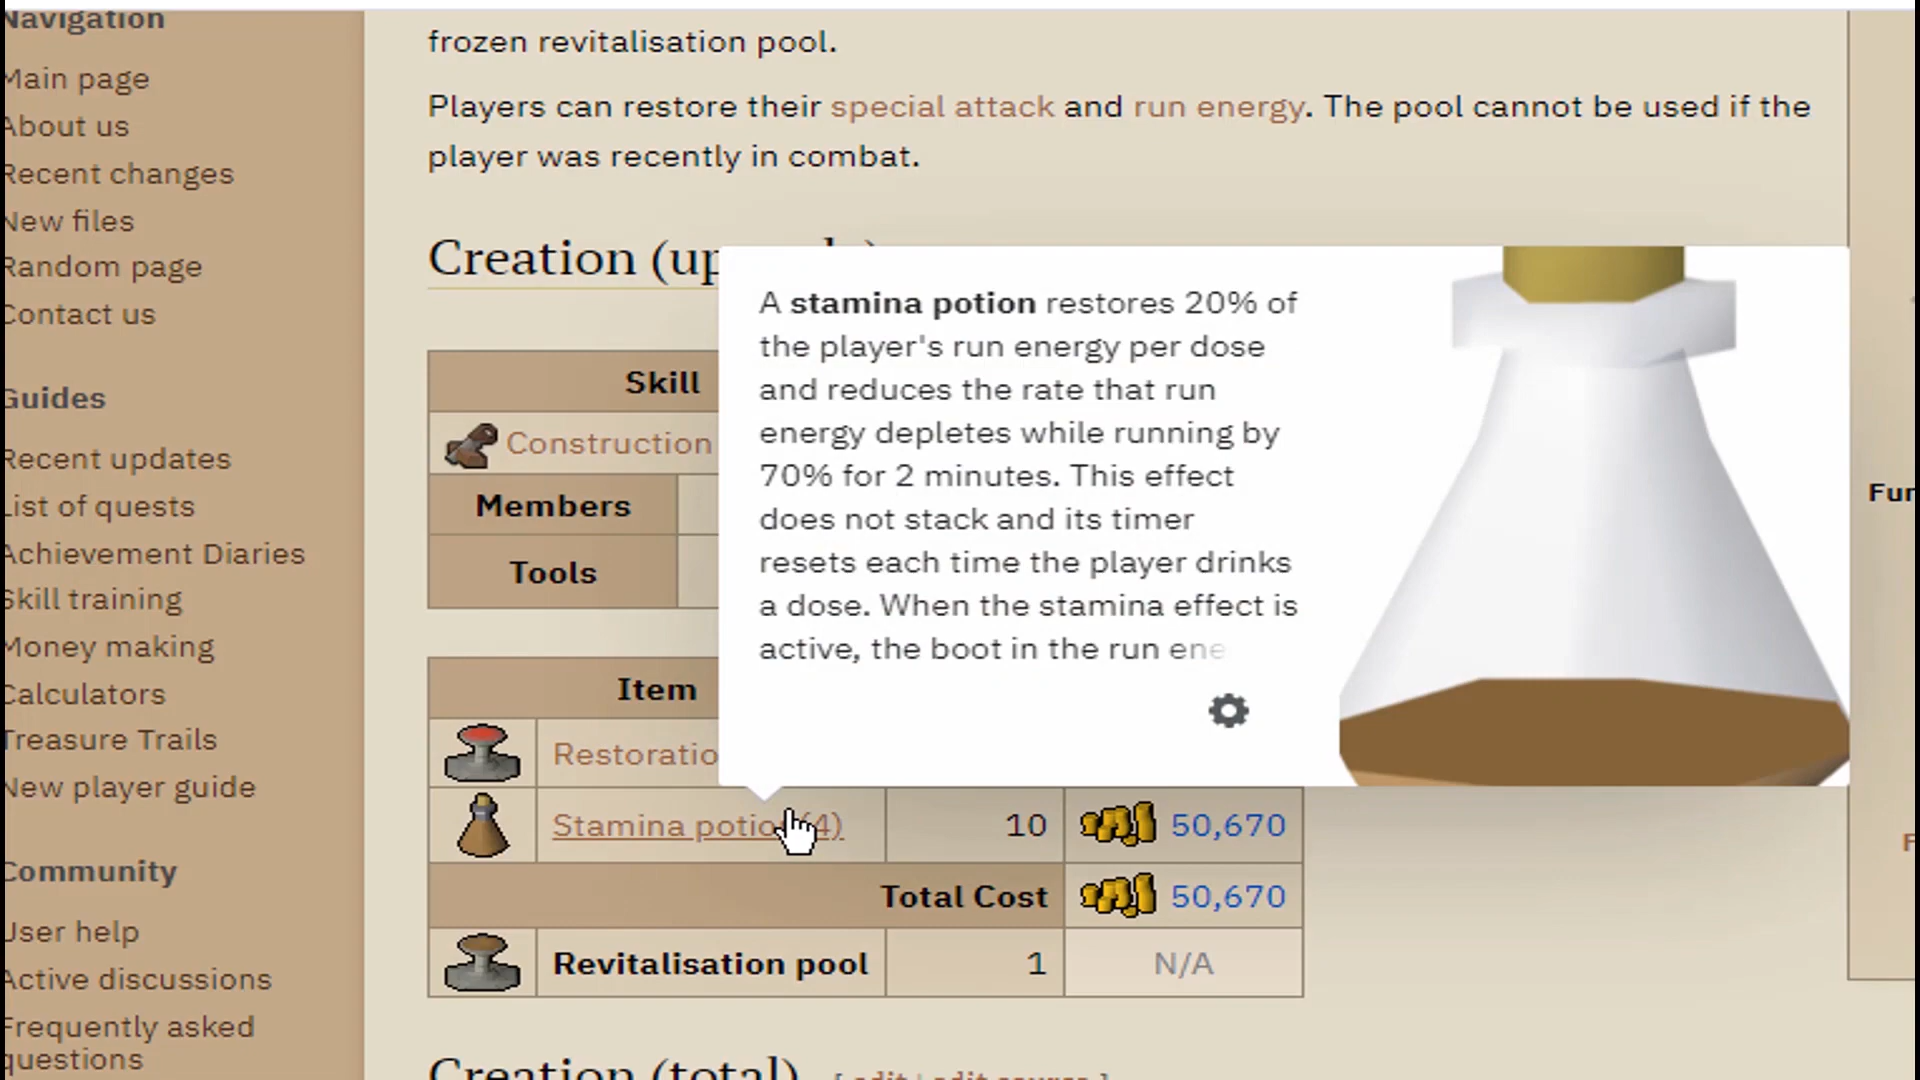 Navigation
Main page
About us
Recent changes
New files
Random page
Contact us
Guides
Recent updates
List of quests
Achievement Diaries
Skill training
Money making
Calculators
Treasure Trails
New player guide
Community
User help
Active discussions
Frequently asked
questions
frozen revitalisation pool.
Players can restore their special attack and run energy. The pool cannot be used if the
player was recently in combat.
Creation (up
A stamina potion restores 20% of
the player's run energy per dose
and reduces the rate that run
energy depletes while running by
70% for 2 minutes. This effect
does not stack and its timer
resets each time the player drinks
a dose. When the stamina effect is
active, the boot in the run ene
Skill
Construction
Members
Tools
Item
Restoratio
Stamina potion (4) 10 50,670
Total Cost 50,670
Revitalisation pool 1 N/A
Creation (total) [ edit | edit source ]
Fur
F